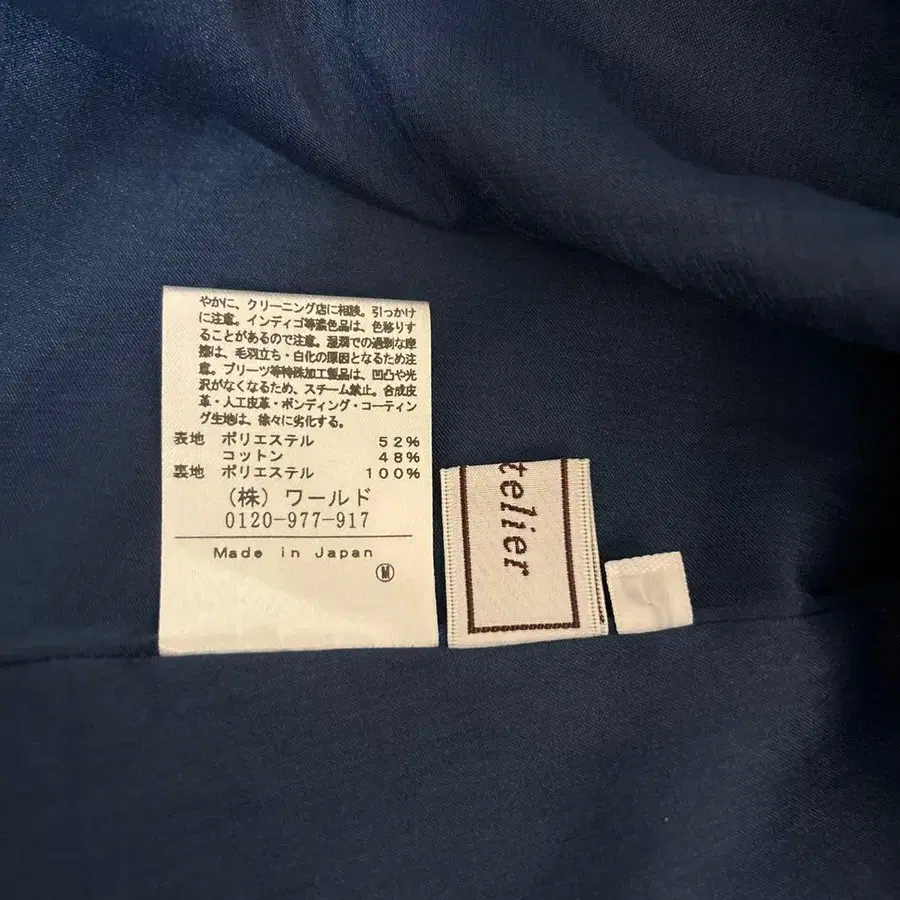 やかに、クリーニング店に相談。引っかけ
に注意。インディゴ等濃色品は、色移りす
ることがあるので注意。湿潤での過剰な摩
擦は、毛羽立ち・白化の原因となるため注
意。プリーツ等特殊加工製品は、凹凸や光
沢がなくなるため、スチーム禁止。合成皮
革・人工皮革・ボンディング・コーティン
グ生地は、徐々に劣化する。
表地 ポリエステル 52%
コットン 48%
裏地 ポリエステル 100%
(株)ワールド
0120-977-917
Made in Japan
Ⓜ
telier